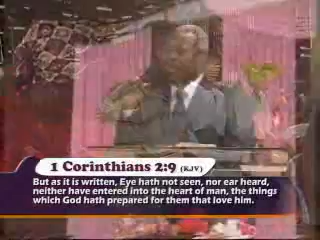 1 Corinthians 2:9 (KJV)
But as it is written, Eye hath not seen, nor ear heard,
neither have entered into the heart of man, the things
which God hath prepared for them that love him.